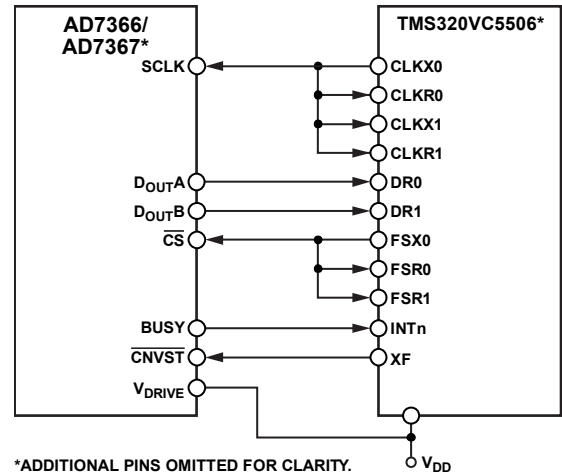 AD7366/
AD7367*
TMS320VC5506*
SCLK
CLKX0
CLKR0
CLKX1
CLKR1
DOUTA
DR0
DOUTB
DR1
CS
FSX0
FSR0
FSR1
BUSY
INTn
CNVST
XF
VDRIVE
*ADDITIONAL PINS OMITTED FOR CLARITY.
VDD